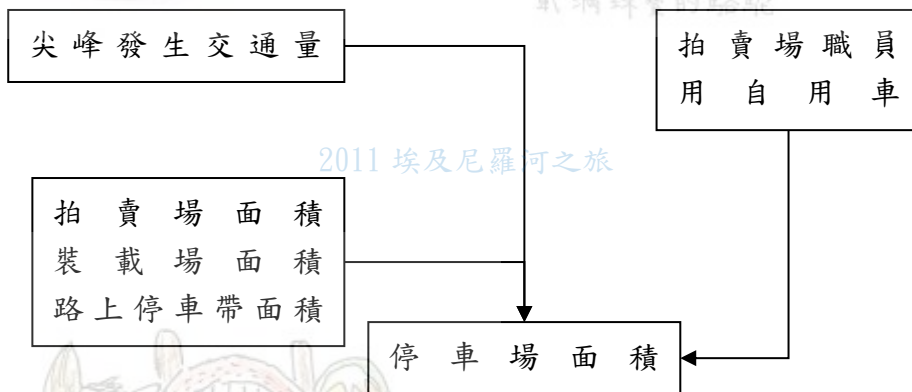 尖峰發生交通量
拍賣場職員
用自用車
2011 埃及尼羅河之旅
拍賣場面積
裝載場面積
路上停車帶面積
停車場面積